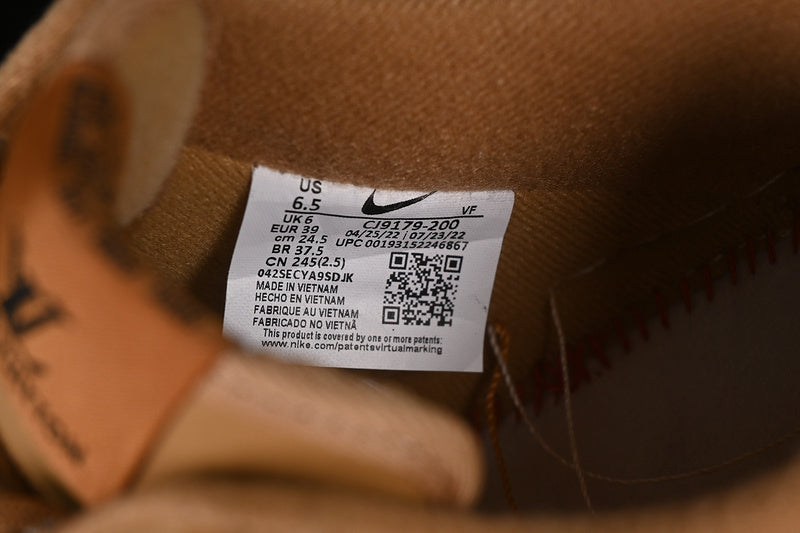 US
6.5
UK 6
EUR 39
cm 24.5
BR 37.5
CN 245(2.5)
VF
CJ9179-200
04/25/22 | 07/23/22
UPC 00193152246867
042SECYA9SDJK
MADE IN VIETNAM
HECHO EN VIETNAM
FABRIQUE AU VIETNAM
FABRICADO NO VIETNÃ
This product is covered by one or more patents:
www.nike.com/patentsvirtualmarking